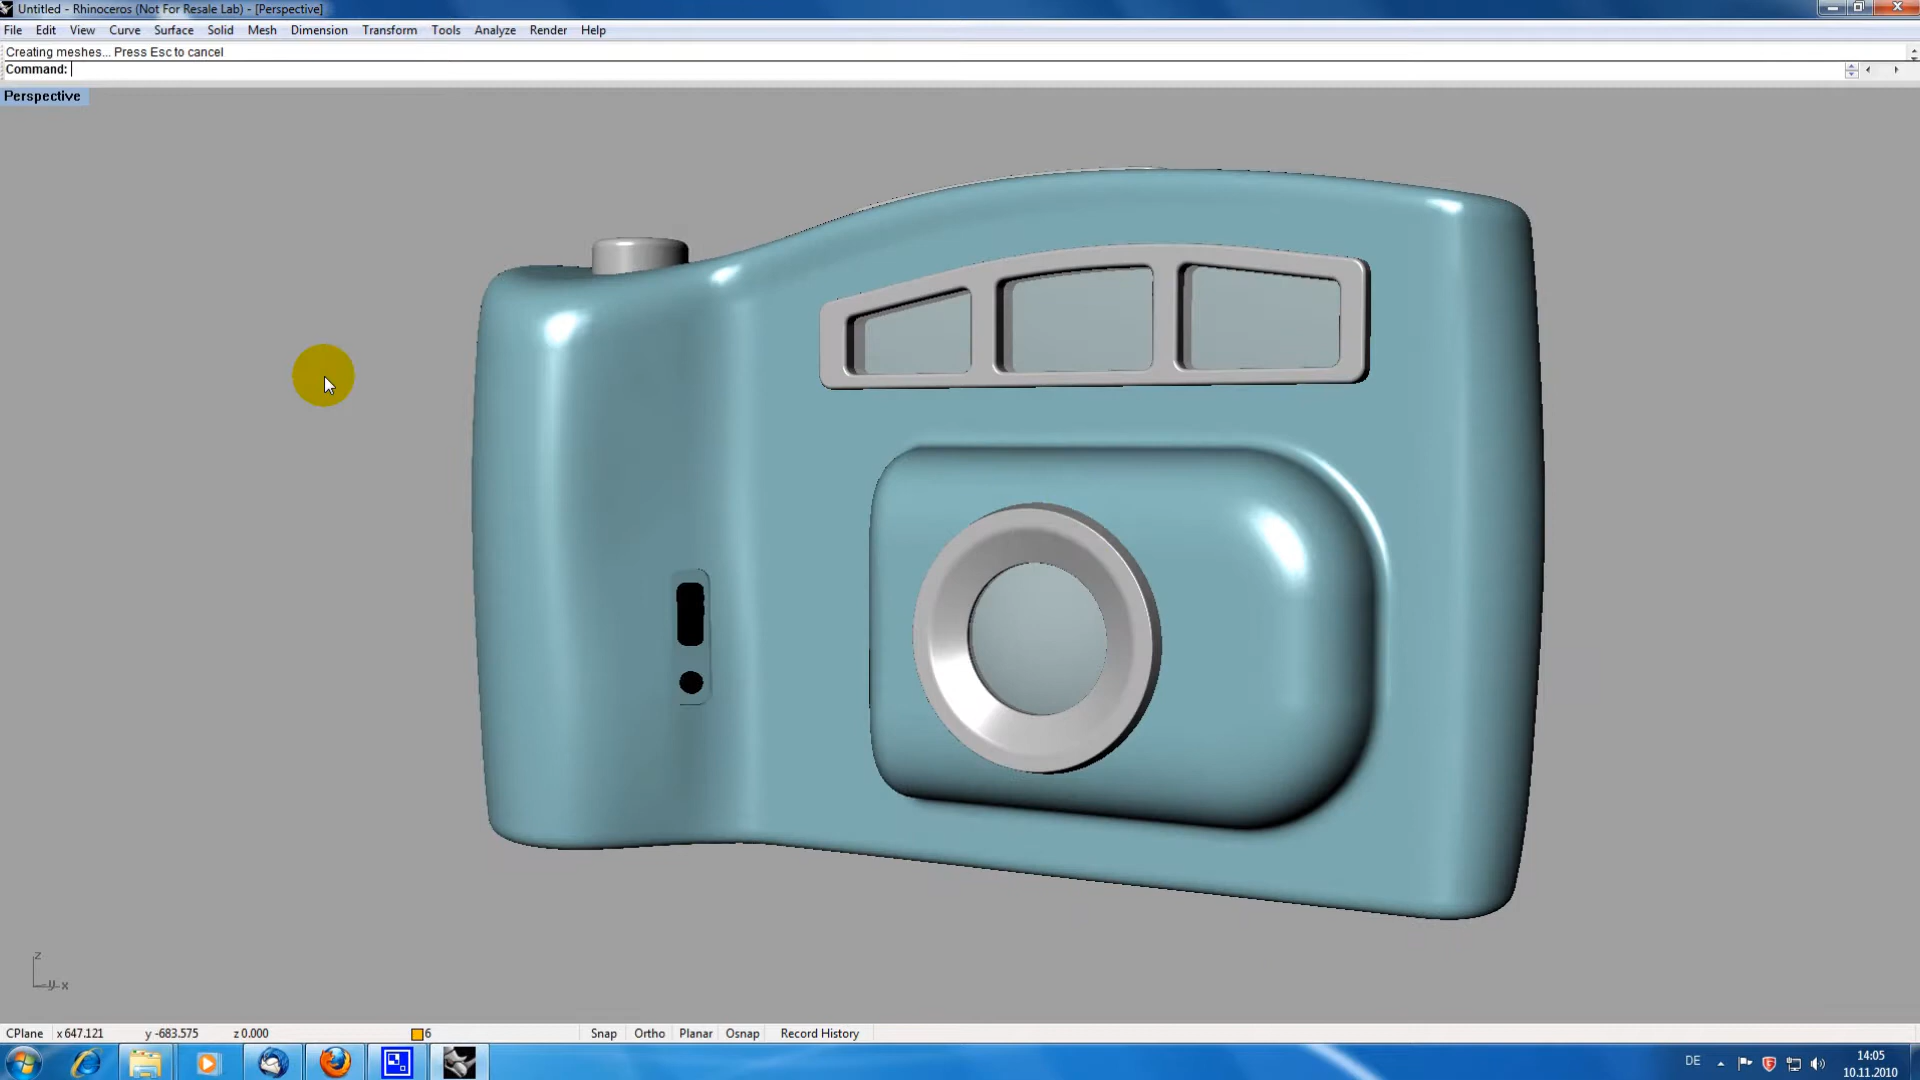 Untitled - Rhinoceros (Not For Resale Lab) - [Perspective]
File Edit View Curve Surface Solid Mesh Dimension Transform Tools Analyze Render Help
Creating meshes... Press Esc to cancel
Command:
Perspective
z
y x
CPlane x 647.121 y -683.575 z 0.000 6 Snap Ortho Planar Osnap Record History
DE 14:05
10.11.2010